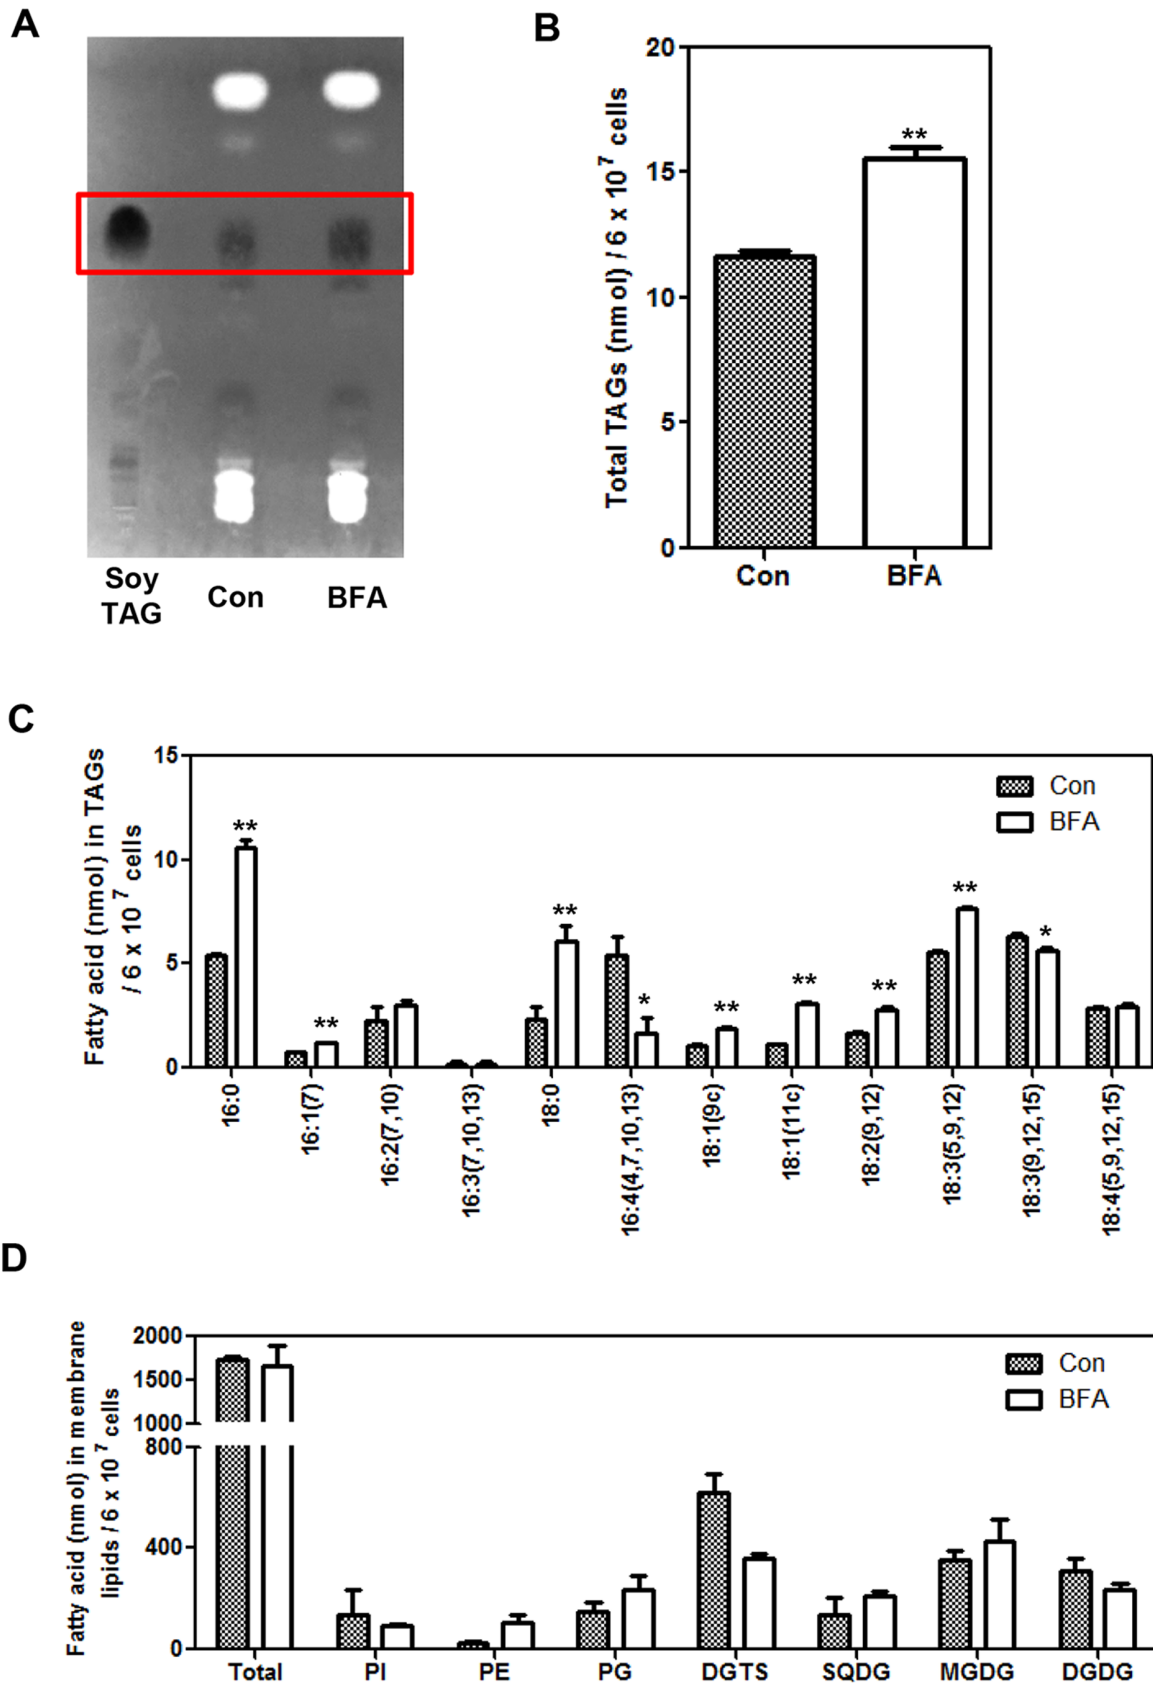 A
Soy
TAG
Con
BFA
B
Total TAGs (nmol) / 6 x 10⁷ cells
20
15
10
5
0
**
Con
BFA
C
Fatty acid (nmol) in TAGs
/ 6 x 10⁷ cells
15
10
5
0
Con
BFA
**
**
**
*
**
**
**
**
*
16:0
16:1(7)
16:2(7,10)
16:3(7,10,13)
18:0
16:4(4,7,10,13)
18:1(9c)
18:1(11c)
18:2(9,12)
18:3(5,9,12)
18:3(9,12,15)
18:4(5,9,12,15)
D
Fatty acid (nmol) in membrane
lipids / 6 x 10⁷ cells
2000
1500
1000
800
400
0
Con
BFA
Total
PI
PE
PG
DGTS
SQDG
MGDG
DGDG